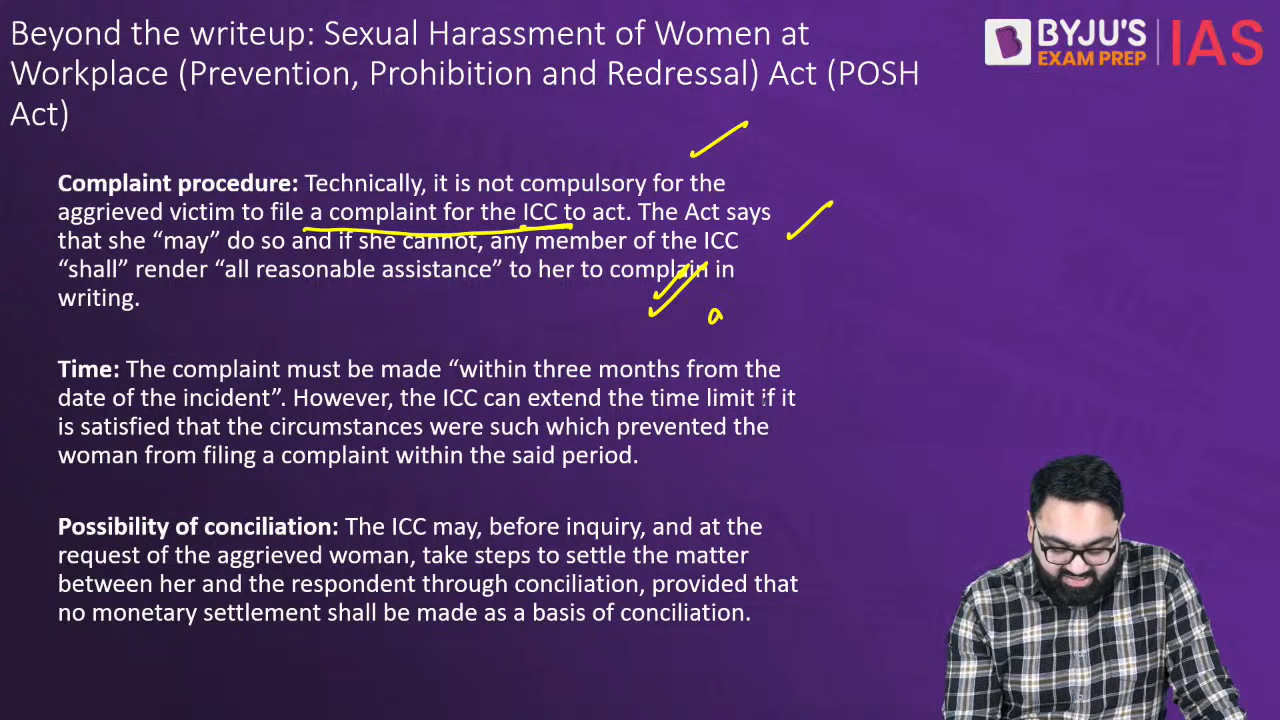 Beyond the writeup: Sexual Harassment of Women at
Workplace (Prevention, Prohibition and Redressal) Act (POSH
Act)
BYJU'S
EXAM PREP
IAS
Complaint procedure: Technically, it is not compulsory for the
aggrieved victim to file a complaint for the ICC to act. The Act says
that she “may” do so and if she cannot, any member of the ICC
“shall” render “all reasonable assistance” to her to complain in
writing.
a
Time: The complaint must be made “within three months from the
date of the incident”. However, the ICC can extend the time limit if it
is satisfied that the circumstances were such which prevented the
woman from filing a complaint within the said period.
Possibility of conciliation: The ICC may, before inquiry, and at the
request of the aggrieved woman, take steps to settle the matter
between her and the respondent through conciliation, provided that
no monetary settlement shall be made as a basis of conciliation.